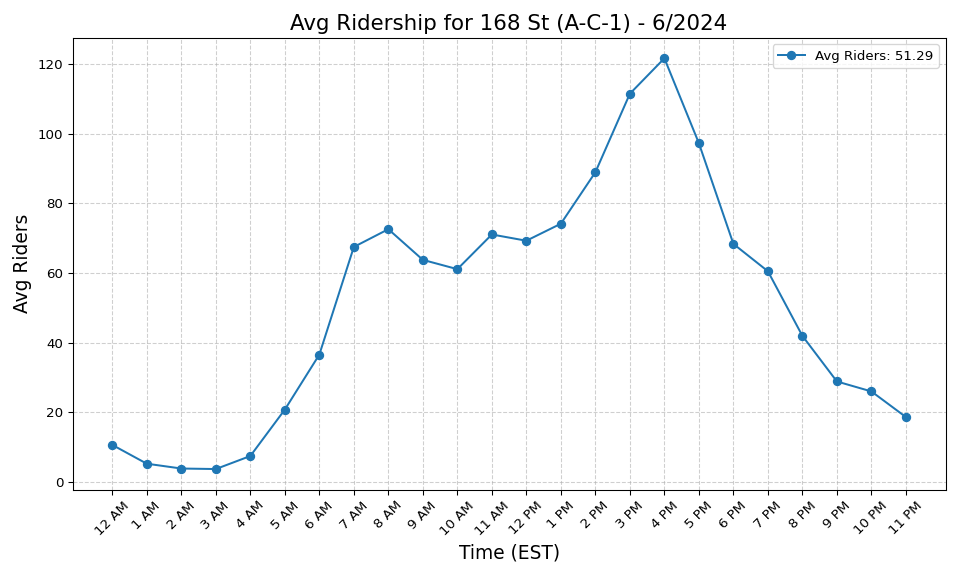 Avg Ridership for 168 St (A-C-1) - 6/2024
Avg Riders: 51.29
120
100
80
60
40
20
0
Avg Riders
12 AM
1 AM
2 AM
3 AM
4 AM
5 AM
6 AM
7 AM
8 AM
9 AM
10 AM
11 AM
12 PM
1 PM
2 PM
3 PM
4 PM
5 PM
6 PM
7 PM
8 PM
9 PM
10 PM
11 PM
Time (EST)